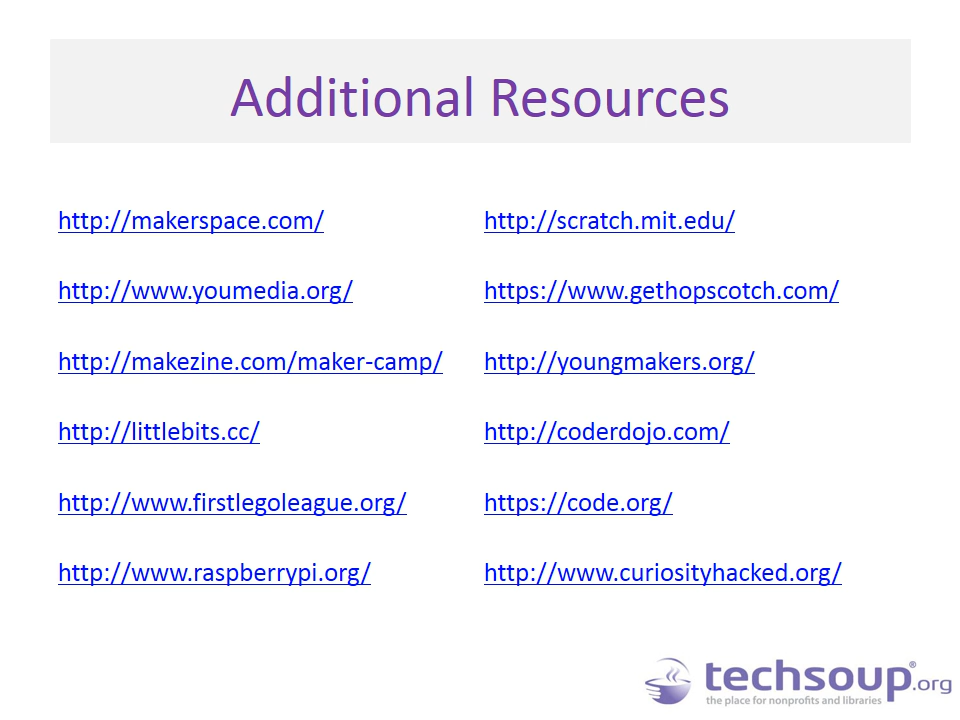 Additional Resources
http://makerspace.com/
http://www.youmedia.org/
http://makezine.com/maker-camp/
http://littlebits.cc/
http://www.firstlegoleague.org/
http://www.raspberrypi.org/
http://scratch.mit.edu/
https://www.gethopscotch.com/
http://youngmakers.org/
http://coderdojo.com/
https://code.org/
http://www.curiosityhacked.org/
techsoup®.org
the place for nonprofits and libraries